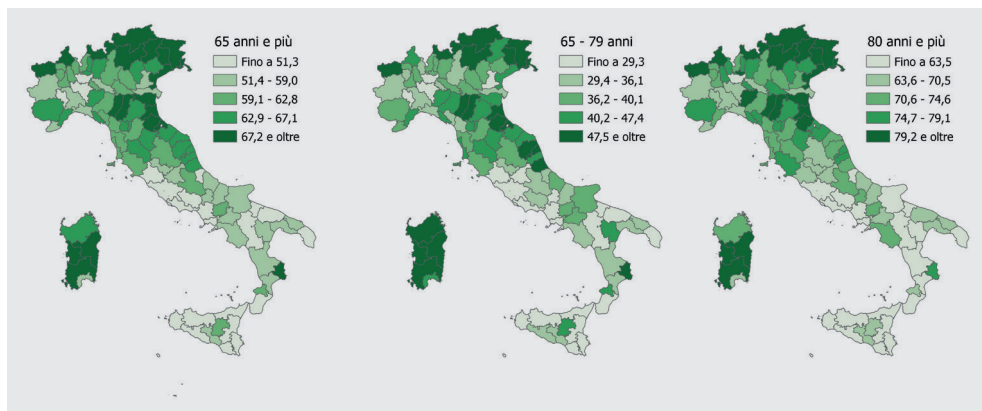 65 anni e più
Fino a 51,3
51,4 - 59,0
59,1 - 62,8
62,9 - 67,1
67,2 e oltre
65 - 79 anni
Fino a 29,3
29,4 - 36,1
36,2 - 40,1
40,2 - 47,4
47,5 e oltre
80 anni e più
Fino a 63,5
63,6 - 70,5
70,6 - 74,6
74,7 - 79,1
79,2 e oltre